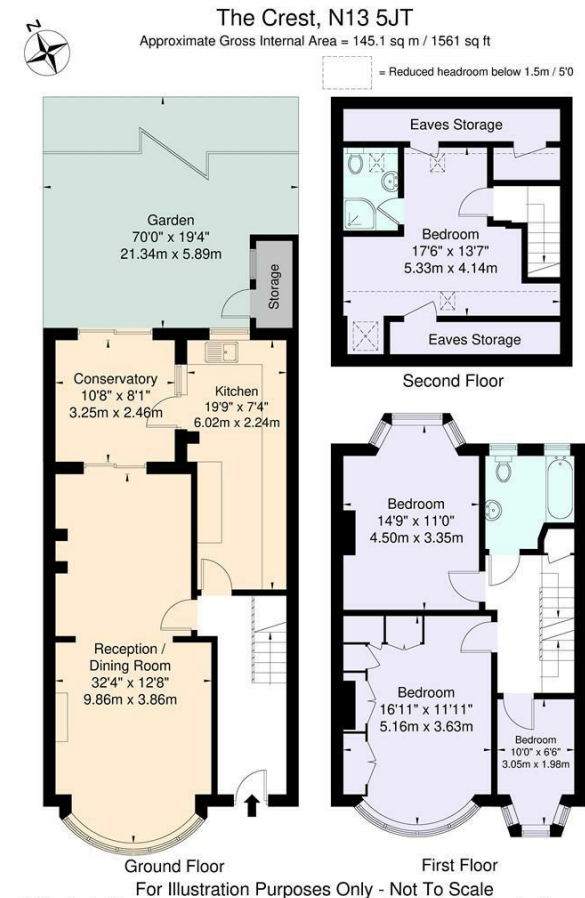 The Crest, N13 5JT
Approximate Gross Internal Area = 145.1 sq m / 1561 sq ft
N
= Reduced headroom below 1.5m / 5'0
Garden
70'0" x 19'4"
21.34m x 5.89m
Storage
Conservatory
10'8" x 8'1"
3.25m x 2.46m
Kitchen
19'9" x 7'4"
6.02m x 2.24m
Reception /
Dining Room
32'4" x 12'8"
9.86m x 3.86m
Ground Floor
Eaves Storage
Bedroom
17'6" x 13'7"
5.33m x 4.14m
Eaves Storage
Second Floor
Bedroom
14'9" x 11'0"
4.50m x 3.35m
Bedroom
16'11" x 11'11"
5.16m x 3.63m
Bedroom
10'0" x 6'6"
3.05m x 1.98m
First Floor
For Illustration Purposes Only - Not To Scale